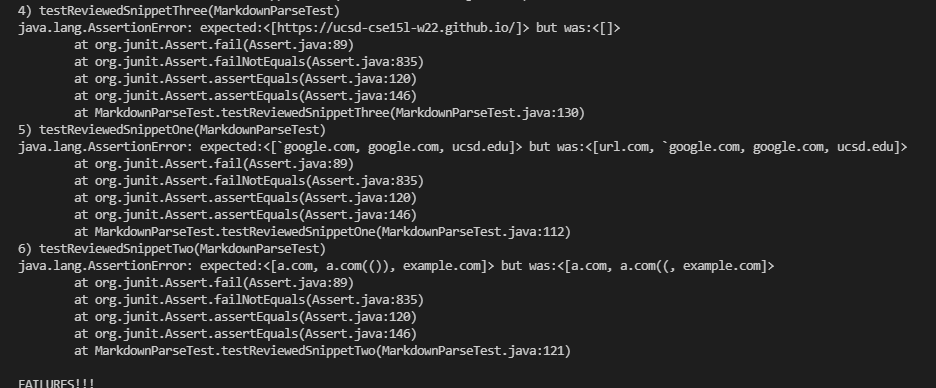 4) testReviewedSnippetThree(MarkdownParseTest)
java.lang.AssertionError: expected:<[https://ucsd-cse15l-w22.github.io/]> but was:<[]>
at org.junit.Assert.fail(Assert.java:89)
at org.junit.Assert.failNotEquals(Assert.java:835)
at org.junit.Assert.assertEquals(Assert.java:120)
at org.junit.Assert.assertEquals(Assert.java:146)
at MarkdownParseTest.testReviewedSnippetThree(MarkdownParseTest.java:130)
5) testReviewedSnippetOne(MarkdownParseTest)
java.lang.AssertionError: expected:<[`google.com, google.com, ucsd.edu]> but was:<[url.com, `google.com, google.com, ucsd.edu]>
at org.junit.Assert.fail(Assert.java:89)
at org.junit.Assert.failNotEquals(Assert.java:835)
at org.junit.Assert.assertEquals(Assert.java:120)
at org.junit.Assert.assertEquals(Assert.java:146)
at MarkdownParseTest.testReviewedSnippetOne(MarkdownParseTest.java:112)
6) testReviewedSnippetTwo(MarkdownParseTest)
java.lang.AssertionError: expected:<[a.com, a.com(()), example.com]> but was:<[a.com, a.com((, example.com]>
at org.junit.Assert.fail(Assert.java:89)
at org.junit.Assert.failNotEquals(Assert.java:835)
at org.junit.Assert.assertEquals(Assert.java:120)
at org.junit.Assert.assertEquals(Assert.java:146)
at MarkdownParseTest.testReviewedSnippetTwo(MarkdownParseTest.java:121)
FAILURES!!!